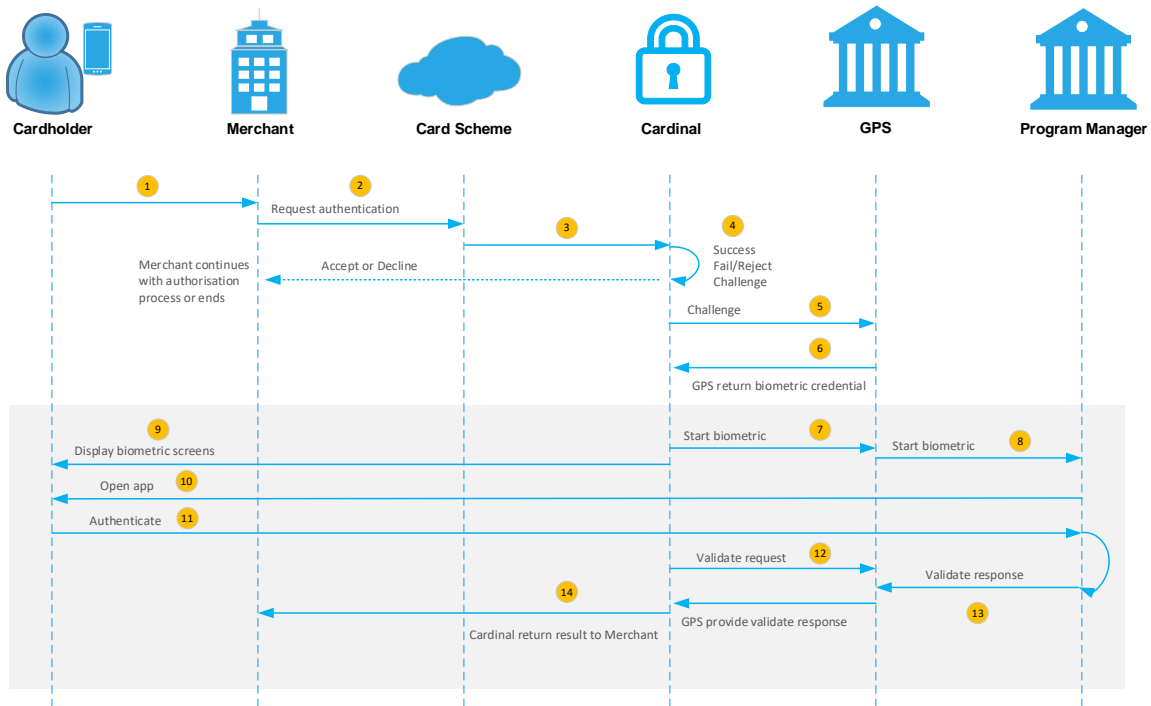 Cardholder
Merchant
Card Scheme
Cardinal
GPS
Program Manager
1
2
Request authentication
3
4
Success
Fail/Reject
Challenge
Merchant continues
with authorisation
process or ends
Accept or Decline
Challenge
5
6
GPS return biometric credential
9
Display biometric screens
Start biometric
7
Start biometric
8
Open app
10
Authenticate
11
Validate request
12
Validate response
13
14
GPS provide validate response
Cardinal return result to Merchant